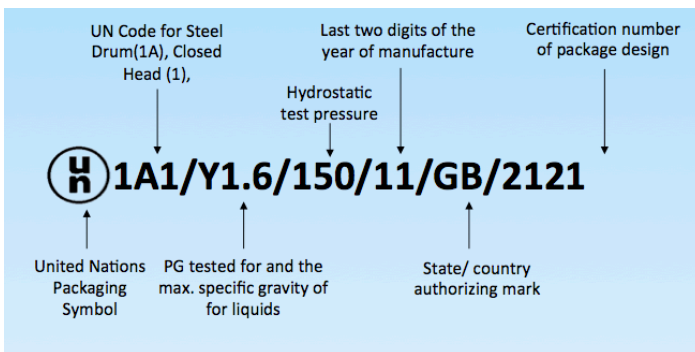 UN Code for Steel
Drum(1A), Closed
Head (1),
Last two digits of the
year of manufacture
Certification number
of package design
Hydrostatic
test pressure
un 1A1/Y1.6/150/11/GB/2121
United Nations
Packaging
Symbol
PG tested for and the
max. specific gravity of
for liquids
State/ country
authorizing mark